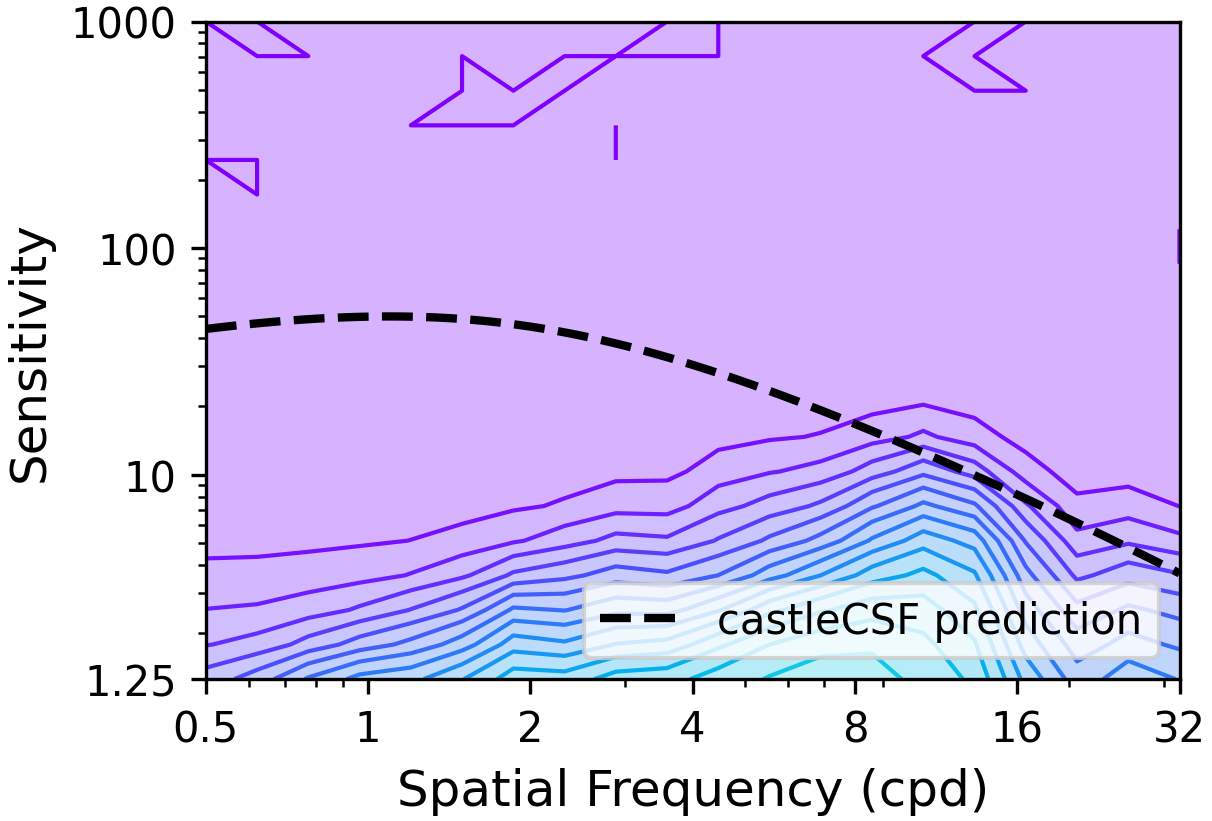 1000
100
10
1.25
Sensitivity
castleCSF prediction
0.5 1 2 4 8 16 32
Spatial Frequency (cpd)